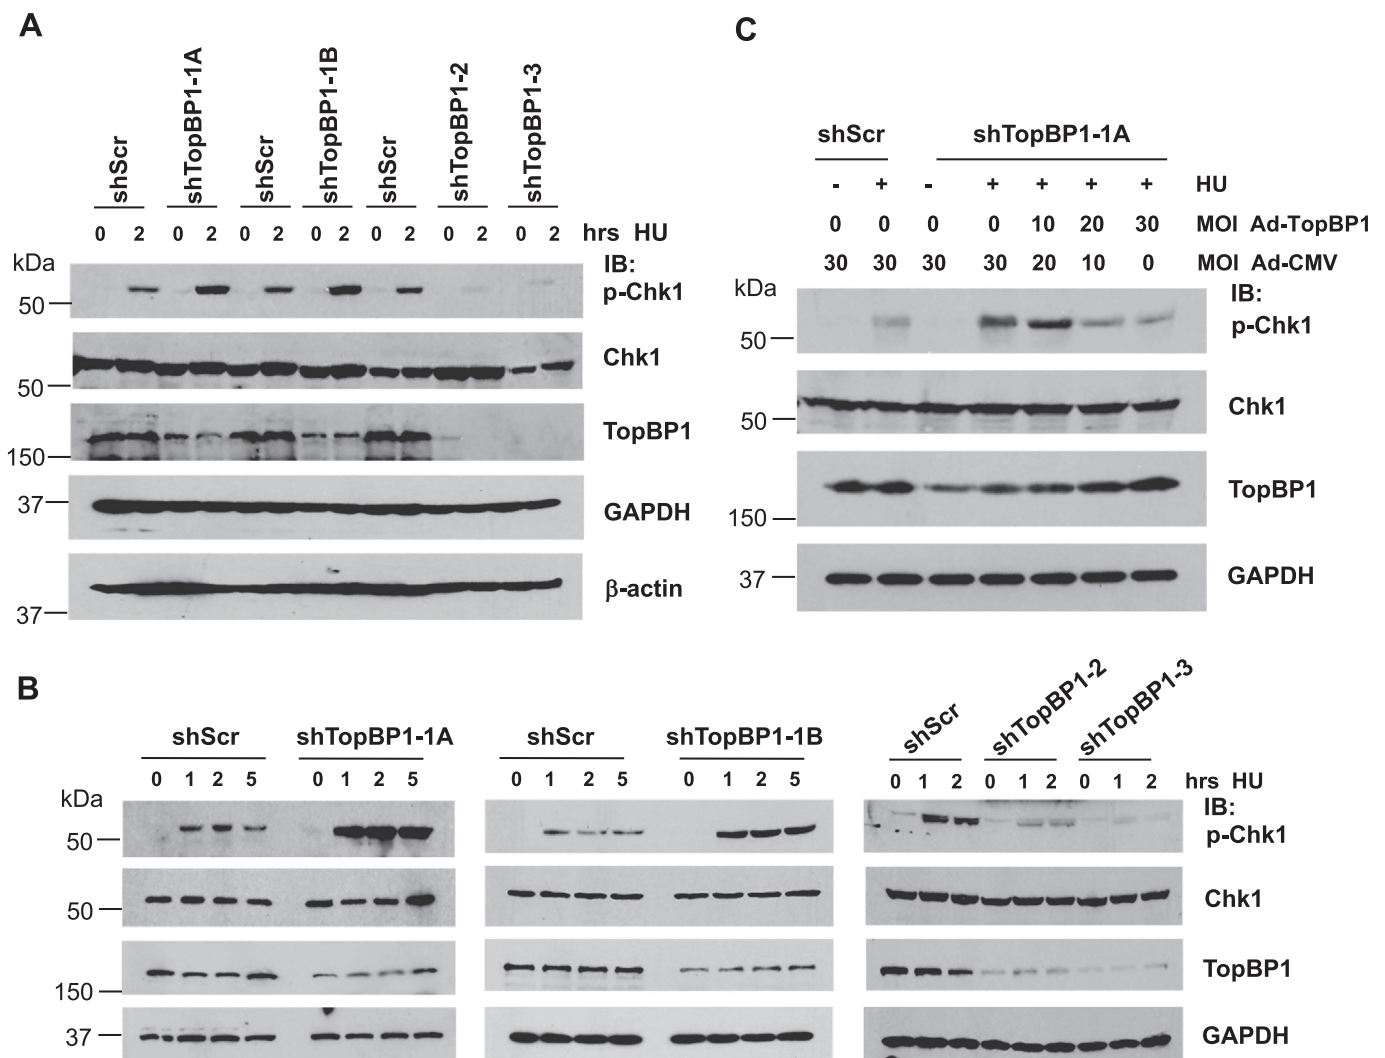 A
shScr
shTopBP1-1A
shScr
shTopBP1-1B
shScr
shTopBP1-2
shTopBP1-3
0 2 0 2 0 2 0 2 0 2 0 2 0 2 hrs HU
kDa
IB:
50 p-Chk1
50 Chk1
150 TopBP1
37 GAPDH
37 β-actin
C
shScr shTopBP1-1A
- + - + + + + HU
0 0 0 0 10 20 30 MOI Ad-TopBP1
30 30 30 30 20 10 0 MOI Ad-CMV
kDa
IB:
50 p-Chk1
50 Chk1
150 TopBP1
37 GAPDH
B
shScr shTopBP1-1A shScr shTopBP1-1B shScr shTopBP1-2 shTopBP1-3
0 1 2 5 0 1 2 5 0 1 2 5 0 1 2 5 0 1 2 0 1 2 0 1 2 hrs HU
kDa
IB:
50 p-Chk1
50 Chk1
150 TopBP1
37 GAPDH